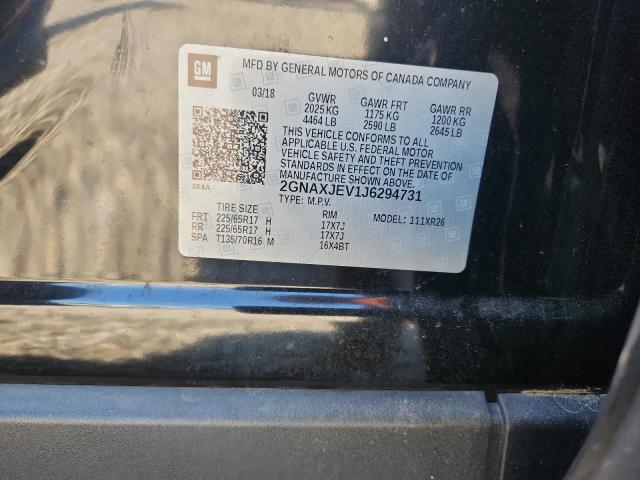 GM
MFD BY GENERAL MOTORS OF CANADA COMPANY
03/18 GVWR GAWR FRT GAWR RR
2025 KG 1175 KG 1200 KG
4464 LB 2590 LB 2645 LB
THIS VEHICLE CONFORMS TO ALL
APPLICABLE U.S. FEDERAL MOTOR
VEHICLE SAFETY AND THEFT PREVENTION
STANDARDS IN EFFECT ON THE DATE OF
MANUFACTURE SHOWN ABOVE.
384A 2GNAXJEV1J6294731
TYPE: M.P.V.
TIRE SIZE RIM MODEL: 111XR26
FRT 225/65R17 H 17X7J
RR 225/65R17 H 17X7J
SPA T135/70R16 M 16X4BT